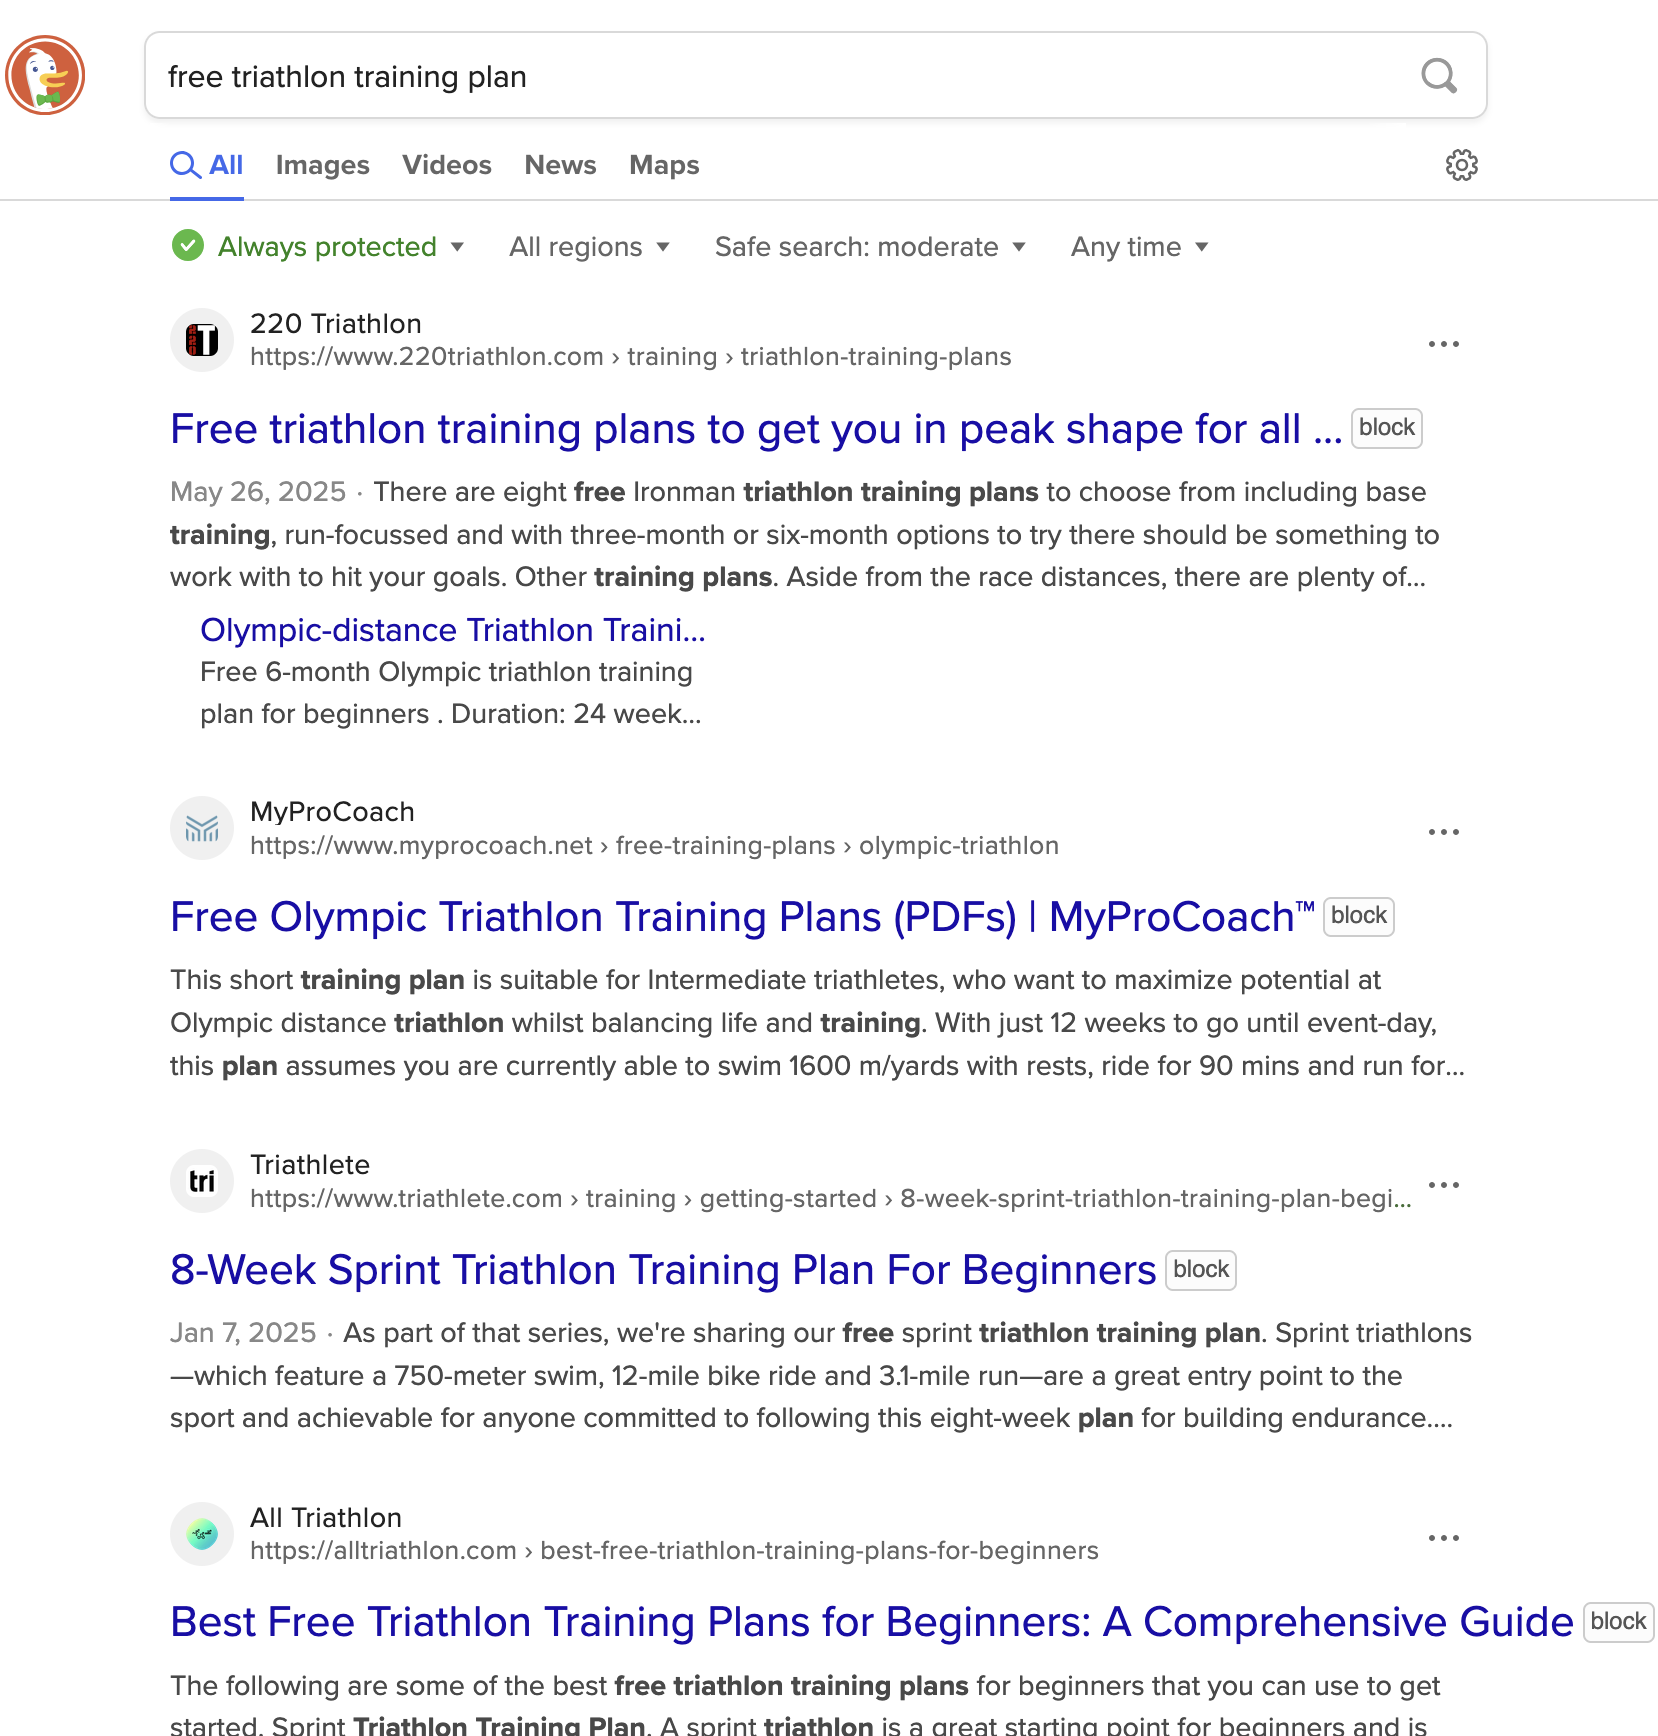 free triathlon training plan
All Images Videos News Maps
Always protected All regions Safe search: moderate Any time
220 Triathlon
https://www.220triathlon.com › training › triathlon-training-plans
Free triathlon training plans to get you in peak shape for all ... block
May 26, 2025 · There are eight free Ironman triathlon training plans to choose from including base
training, run-focussed and with three-month or six-month options to try there should be something to
work with to hit your goals. Other training plans. Aside from the race distances, there are plenty of...
Olympic-distance Triathlon Traini...
Free 6-month Olympic triathlon training
plan for beginners . Duration: 24 week...
MyProCoach
https://www.myprocoach.net › free-training-plans › olympic-triathlon
Free Olympic Triathlon Training Plans (PDFs) | MyProCoach™ block
This short training plan is suitable for Intermediate triathletes, who want to maximize potential at
Olympic distance triathlon whilst balancing life and training. With just 12 weeks to go until event-day,
this plan assumes you are currently able to swim 1600 m/yards with rests, ride for 90 mins and run for...
tri
Triathlete
https://www.triathlete.com › training › getting-started › 8-week-sprint-triathlon-training-plan-begi...
8-Week Sprint Triathlon Training Plan For Beginners block
Jan 7, 2025 · As part of that series, we're sharing our free sprint triathlon training plan. Sprint triathlons
—which feature a 750-meter swim, 12-mile bike ride and 3.1-mile run—are a great entry point to the
sport and achievable for anyone committed to following this eight-week plan for building endurance....
All Triathlon
https://alltriathlon.com › best-free-triathlon-training-plans-for-beginners
Best Free Triathlon Training Plans for Beginners: A Comprehensive Guide block
The following are some of the best free triathlon training plans for beginners that you can use to get
started. Sprint Triathlon Training Plan. A sprint triathlon is a great starting point for beginners and is